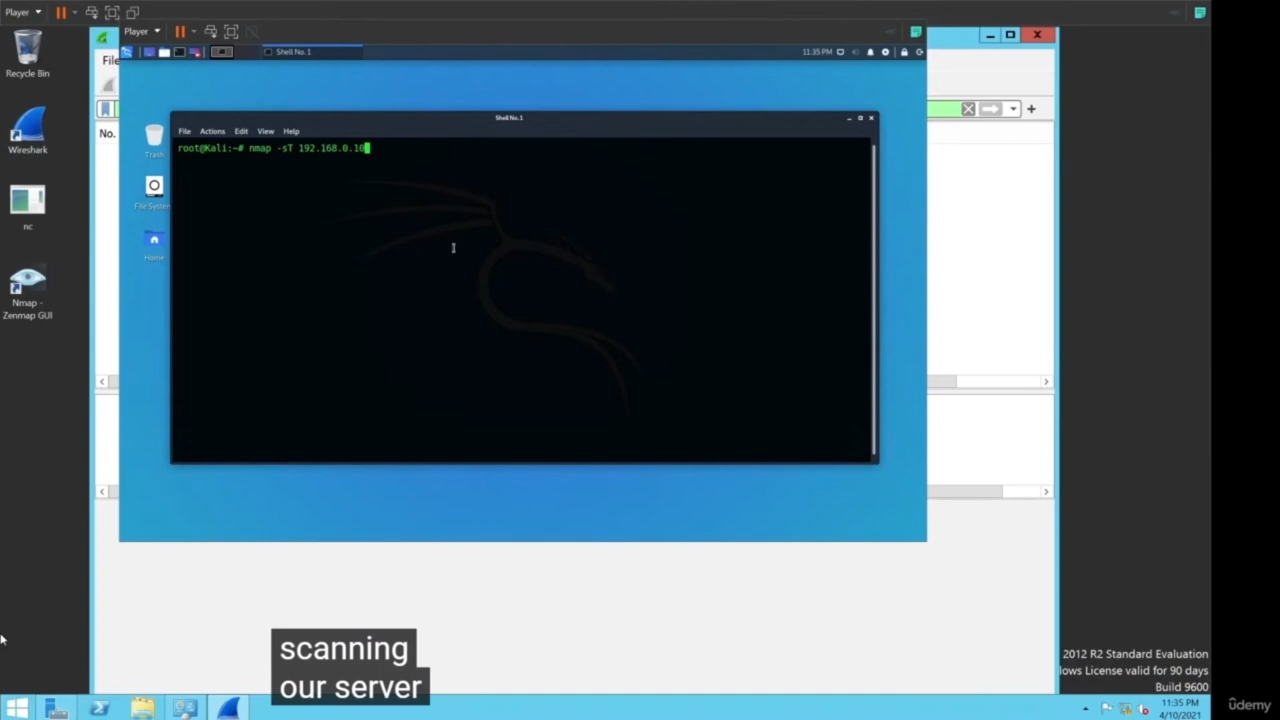 Player
Player
Shell No. 1
11:35 PM
Recycle Bin
File
Shell No. 1
File Actions Edit View Help
No.
Trash
root@Kali:~# nmap -sT 192.168.0.10
Wireshark
File System
nc
Home
Nmap -
Zenmap GUI
scanning
our server
2012 R2 Standard Evaluation
ows License valid for 90 days
Build 9600
11:35 PM
4/10/2021
ûdemy